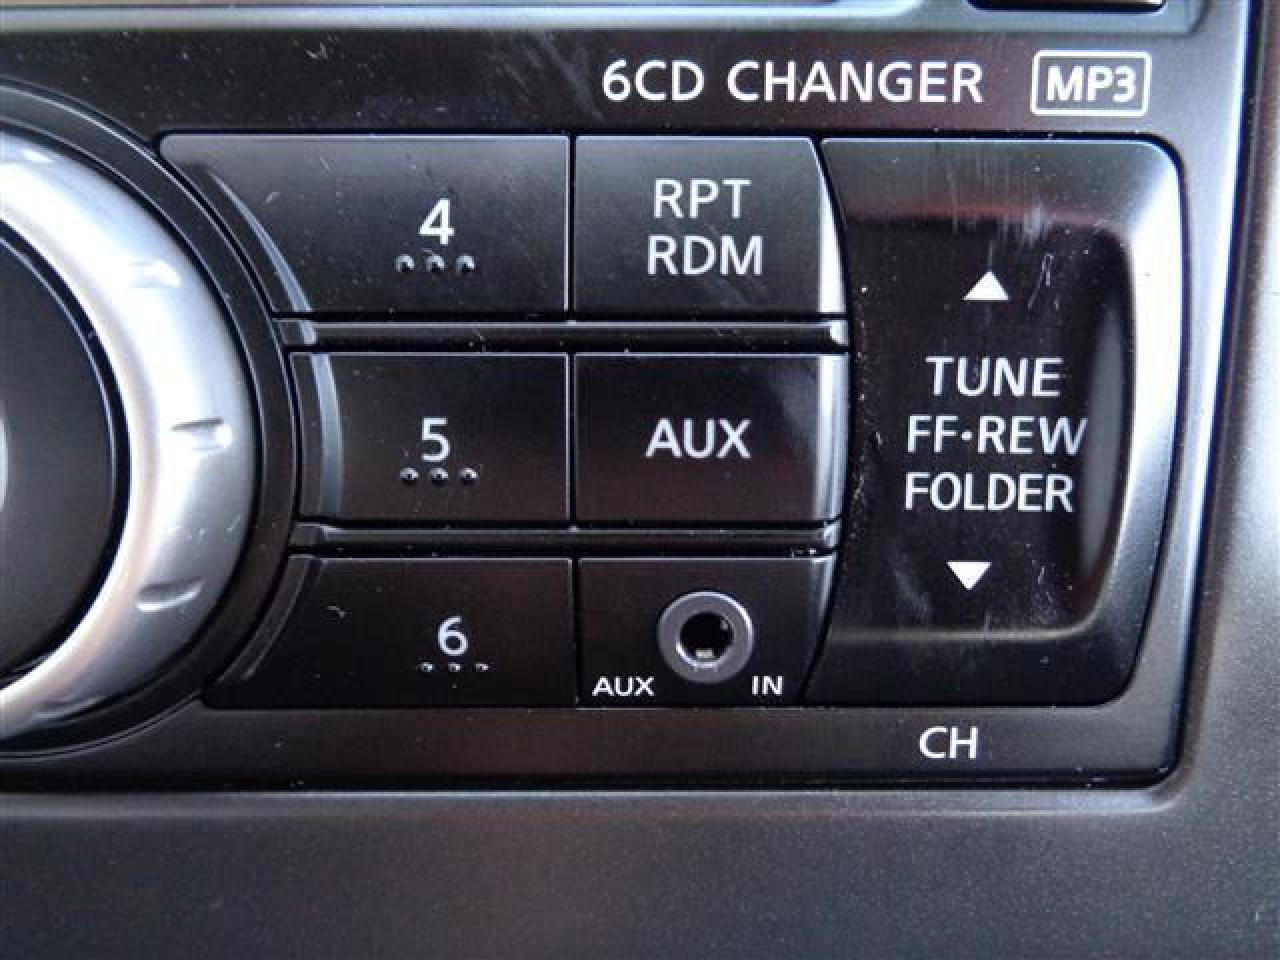 6CD CHANGER MP3
4
RPT
RDM
TUNE
FF•REW
FOLDER
5
AUX
6
AUX IN
CH